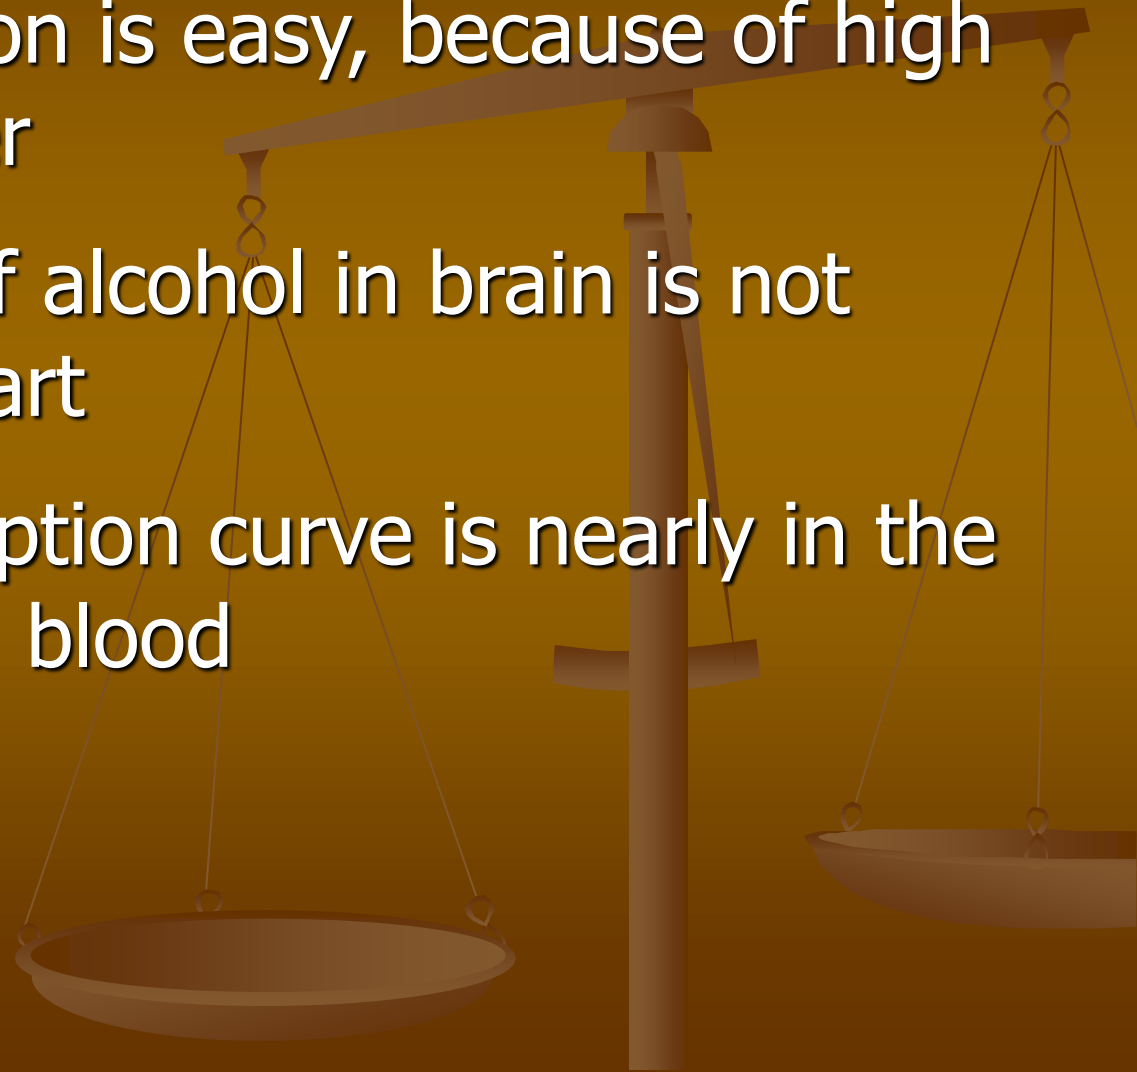 on is easy, because of high
er
f alcohol in brain is not
art
ption curve is nearly in the
blood